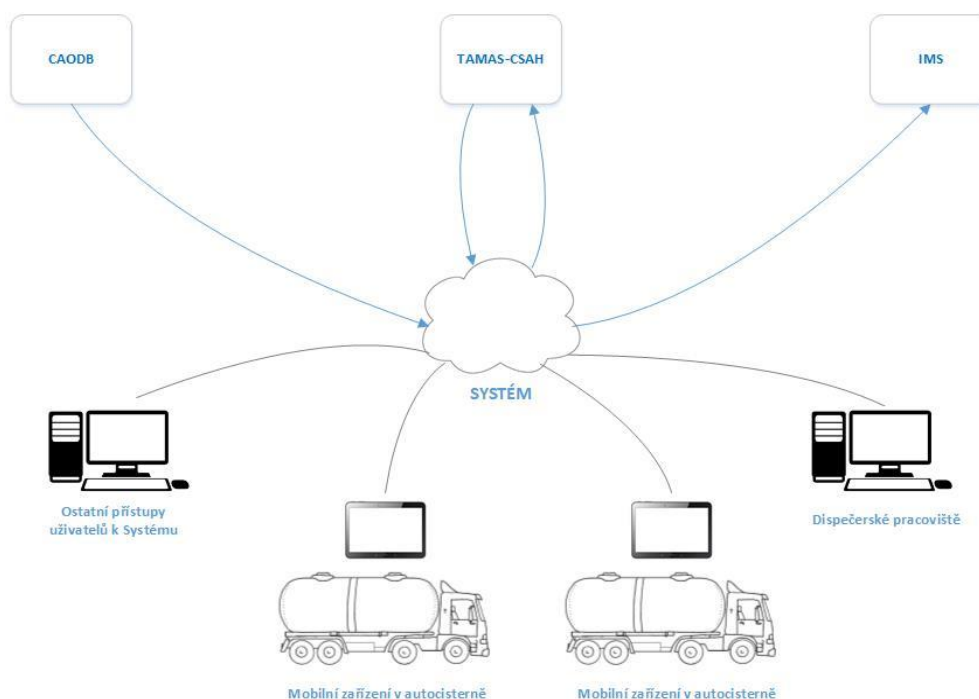 CAODB
TAMAS-CSAH
IMS
SYSTÉM
Ostatní přístupy
uživatelů k Systému
Dispečerské pracoviště
Mobilní zařízení v autocisterně
Mobilní zařízení v autocisterně